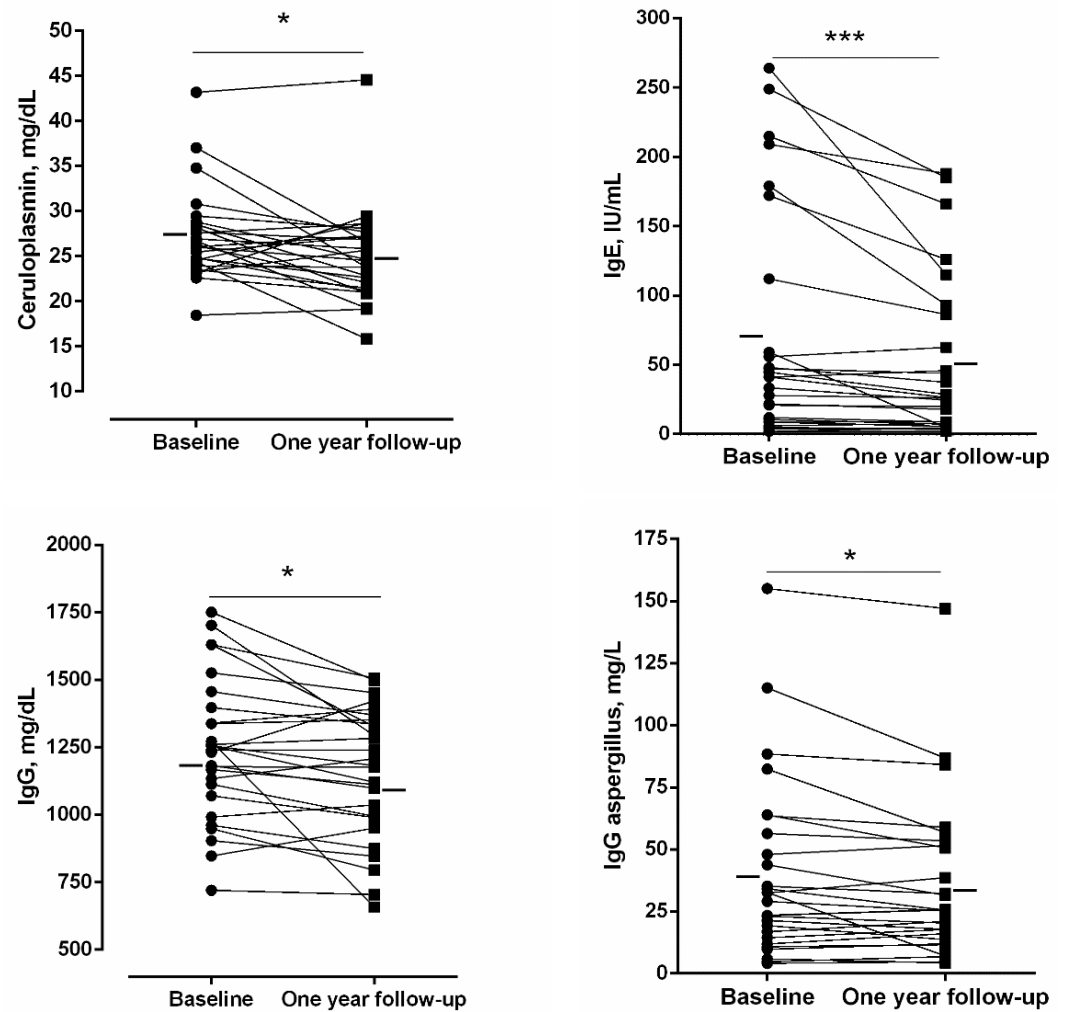 *
50
45
40
35
30
25
20
15
10
Ceruloplasmin, mg/dL
Baseline
One year follow-up
***
300
250
200
150
100
50
0
IgE, IU/mL
Baseline
One year follow-up
*
2000
1750
1500
1250
1000
750
500
IgG, mg/dL
Baseline
One year follow-up
*
175
150
125
100
75
50
25
0
IgG aspergillus, mg/L
Baseline
One year follow-up